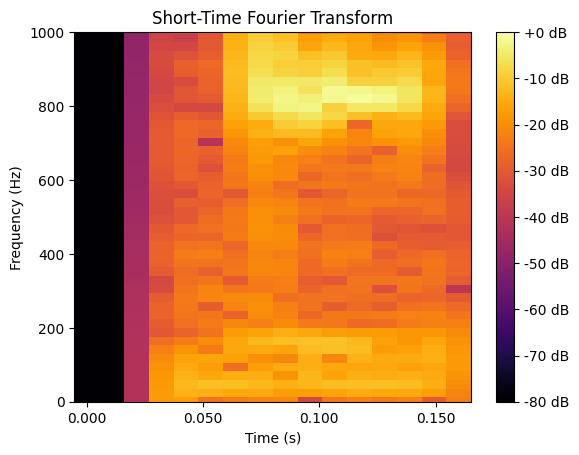 Short-Time Fourier Transform
1000
800
600
400
200
0
Frequency (Hz)
0.000
0.050
0.100
0.150
Time (s)
+0 dB
-10 dB
-20 dB
-30 dB
-40 dB
-50 dB
-60 dB
-70 dB
-80 dB